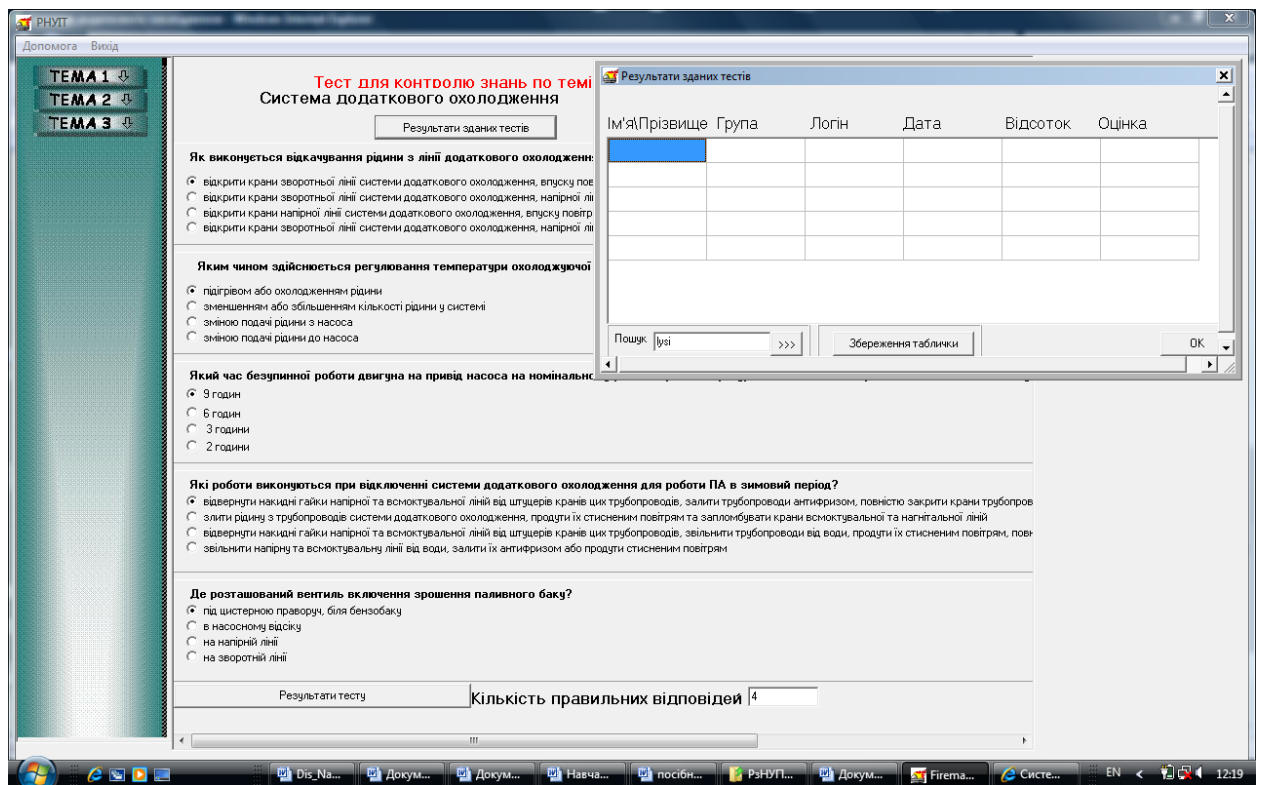 РНУПТ
Допомога Вихід
ТЕМА 1
ТЕМА 2
ТЕМА 3
Тест для контролю знань по темі
Система додаткового охолодження
Результати зданих тестів
Як виконується відкачування рідини з лінії додаткового охолодженн
відкрити крани зворотньої лінії системи додаткового охолодження, впуску пов
відкрити крани зворотньої лінії системи додаткового охолодження, напірної лі
відкрити крани напірної лінії системи додаткового охолодження, впуску повітр
відкрити крани зворотньої лінії системи додаткового охолодження, напірної лі
Яким чином здійснюється регулювання температури охолоджуючої
підігрівом або охолодженням рідини
зменшенням або збільшенням кількості рідини у системі
зміною подачі рідини з насоса
зміною подачі рідини до насоса
Який час безупинної роботи двигуна на привід насоса на номінально
9 годин
6 годин
3 години
2 години
Які роботи виконуються при відключенні системи додаткового охолодження для роботи ПА в зимовий період?
відвернути накидні гайки напірної та всмоктувальної ліній від штуцерів кранів цих трубопроводів, залити трубопроводи антифризом, повністю закрити крани трубопров
злити рідину з трубопроводів системи додаткового охолодження, продути їх стисненим повітрям та запломбувати крани всмоктувальної та нагнітальної ліній
відвернути накидні гайки напірної та всмоктувальної ліній від штуцерів кранів цих трубопроводів, звільнити трубопроводи від води, продути їх стисненим повітрям, пов
звільнити напірну та всмоктувальну лінії від води, залити їх антифризом або продути стисненим повітрям
Де розташований вентиль включення зрошення паливного баку?
під цистерною праворуч, біля бензобаку
в насосному відсіку
на напірній лінії
на зворотній лінії
Результати тесту Кількість правильних відповідей 4
Результати зданих тестів
Ім'я\Прізвище Група Логін Дата Відсоток Оцінка
Пошук lysi >>> Збереження таблички OK
Dis_Na... Докум... Докум... Навча... посібн... РзНУП... Докум... Firema... Систе... EN 12:19